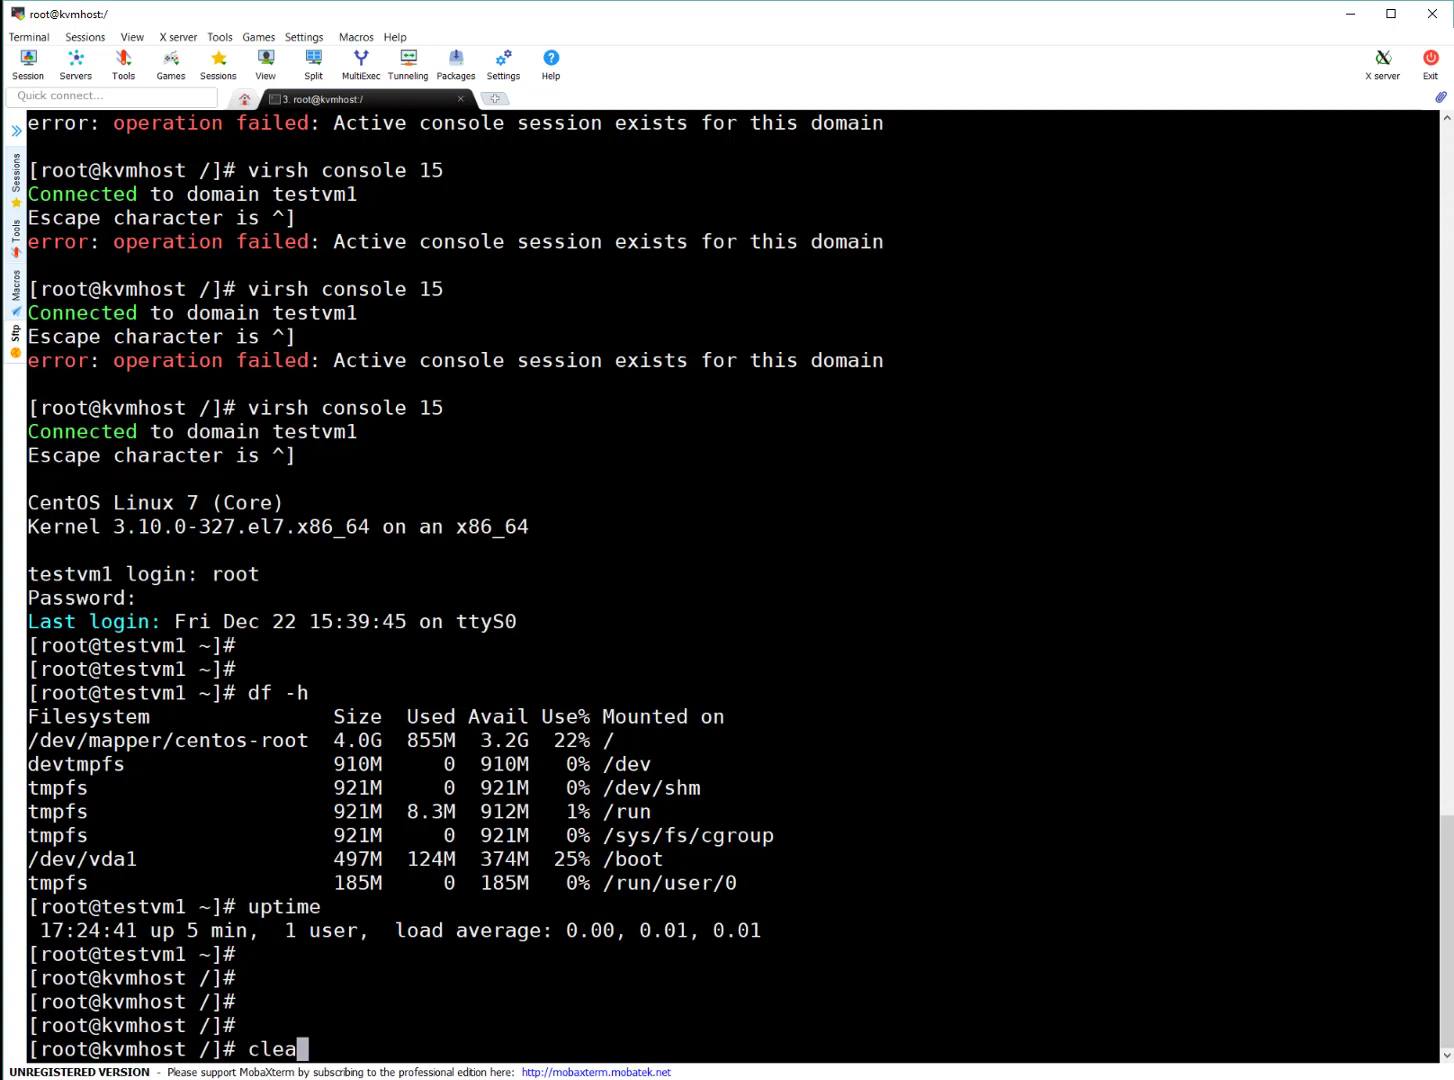 root@kvmhost:/
Terminal Sessions View X server Tools Games Settings Macros Help
Session Servers Tools Games Sessions View Split MultiExec Tunneling Packages Settings Help X server Exit
Quick connect... 3. root@kvmhost:/
Sessions
Tools
Macros
Sftp
error: operation failed: Active console session exists for this domain
[root@kvmhost /]# virsh console 15
Connected to domain testvm1
Escape character is ^]
error: operation failed: Active console session exists for this domain
[root@kvmhost /]# virsh console 15
Connected to domain testvm1
Escape character is ^]
error: operation failed: Active console session exists for this domain
[root@kvmhost /]# virsh console 15
Connected to domain testvm1
Escape character is ^]
CentOS Linux 7 (Core)
Kernel 3.10.0-327.el7.x86_64 on an x86_64
testvm1 login: root
Password:
Last login: Fri Dec 22 15:39:45 on ttyS0
[root@testvm1 ~]#
[root@testvm1 ~]#
[root@testvm1 ~]# df -h
Filesystem Size Used Avail Use% Mounted on
/dev/mapper/centos-root 4.0G 855M 3.2G 22% /
devtmpfs 910M 0 910M 0% /dev
tmpfs 921M 0 921M 0% /dev/shm
tmpfs 921M 8.3M 912M 1% /run
tmpfs 921M 0 921M 0% /sys/fs/cgroup
/dev/vda1 497M 124M 374M 25% /boot
tmpfs 185M 0 185M 0% /run/user/0
[root@testvm1 ~]# uptime
17:24:41 up 5 min, 1 user, load average: 0.00, 0.01, 0.01
[root@testvm1 ~]#
[root@kvmhost /]#
[root@kvmhost /]#
[root@kvmhost /]#
[root@kvmhost /]# clea
UNREGISTERED VERSION - Please support MobaXterm by subscribing to the professional edition here: http://mobaxterm.mobatek.net